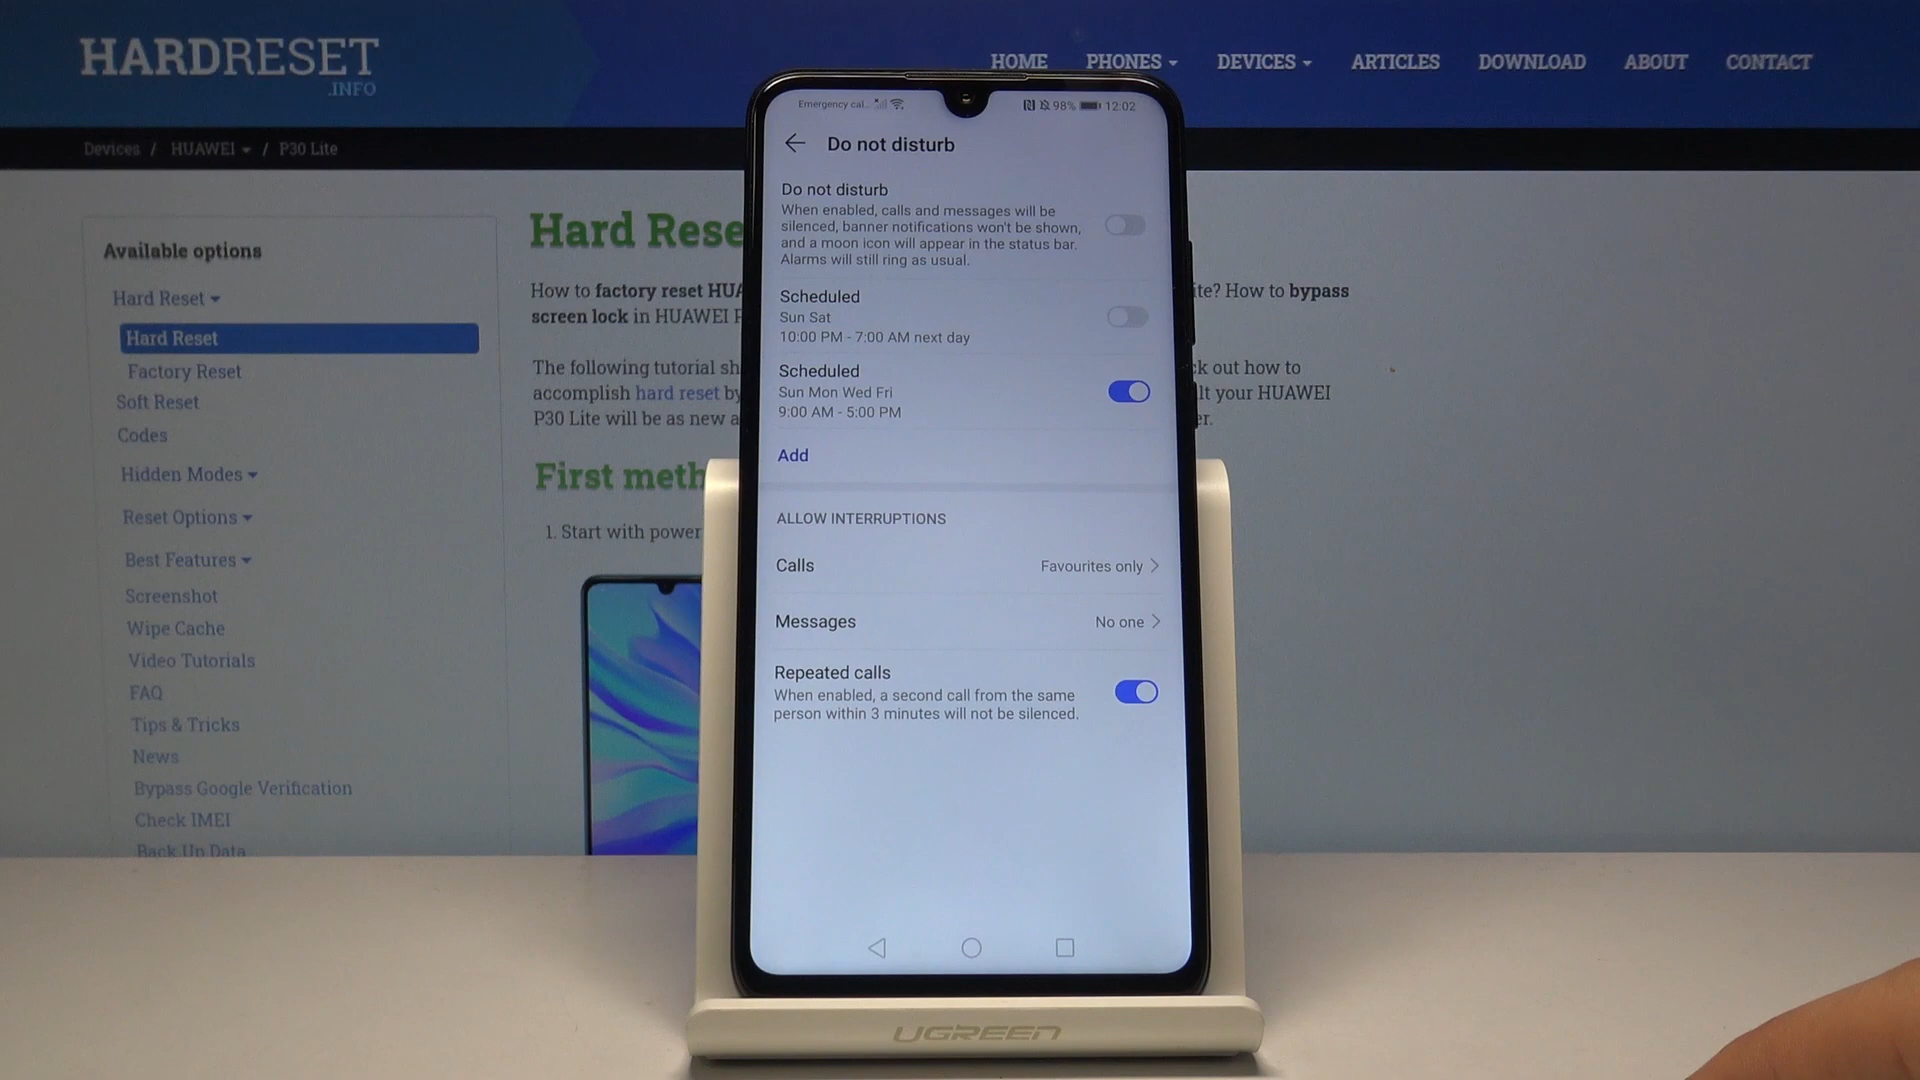 HARDRESET
.INFO
HOME PHONES DEVICES ARTICLES DOWNLOAD ABOUT CONTACT
Devices / HUAWEI / P30 Lite
Available options
Hard Reset
Hard Reset
Factory Reset
Soft Reset
Codes
Hidden Modes
Reset Options
Best Features
Screenshot
Wipe Cache
Video Tutorials
FAQ
Tips & Tricks
News
Bypass Google Verification
Check IMEI
Back Up Data
Hard Rese
How to factory reset HUA ite? How to bypass
screen lock in HUAWEI P
The following tutorial sh ck out how to
accomplish hard reset by lt your HUAWEI
P30 Lite will be as new a er.
First meth
1. Start with power
Emergency cal.. 98% 12:02
Do not disturb
Do not disturb
When enabled, calls and messages will be
silenced, banner notifications won't be shown,
and a moon icon will appear in the status bar.
Alarms will still ring as usual.
Scheduled
Sun Sat
10:00 PM - 7:00 AM next day
Scheduled
Sun Mon Wed Fri
9:00 AM - 5:00 PM
Add
ALLOW INTERRUPTIONS
Calls Favourites only
Messages No one
Repeated calls
When enabled, a second call from the same
person within 3 minutes will not be silenced.
UGREEN